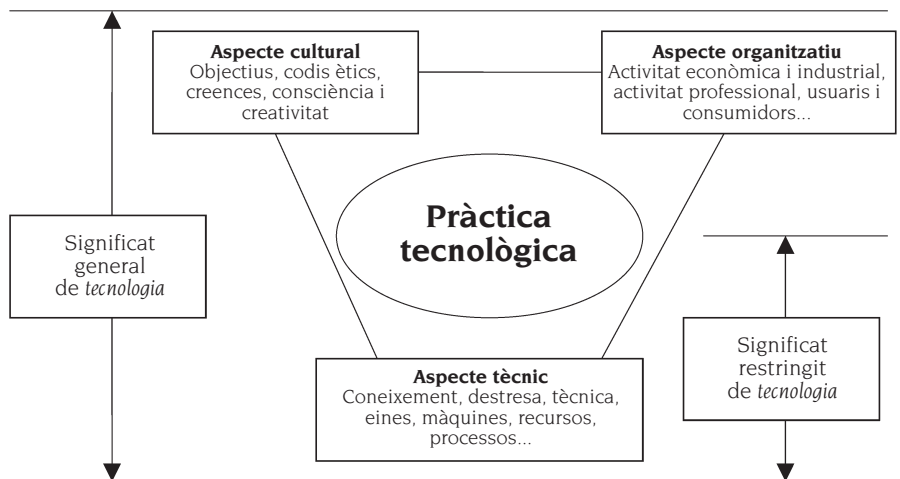 Aspecte cultural
Objectius, codis ètics,
creences, consciència i
creativitat
Aspecte organitzatiu
Activitat econòmica i industrial,
activitat professional, usuaris i
consumidors...
Pràctica
tecnològica
Significat
general
de tecnologia
Aspecte tècnic
Coneixement, destresa, tècnica,
eines, màquines, recursos,
processos...
Significat
restringit
de tecnologia